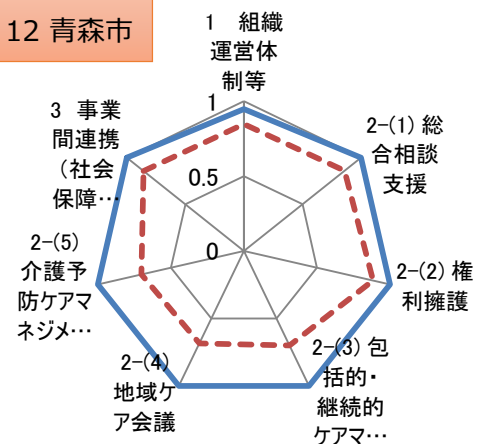 12 青森市
1　組織
運営体
制等
2-(1) 総
合相談
支援
2-(2) 権
利擁護
2-(3) 包
括的・
継続的
ケアマ…
2-(4)
地域ケ
ア会議
2-(5)
介護予
防ケアマ
ネジメ…
3　事業
間連携
（社会
保障…
1
0.5
0